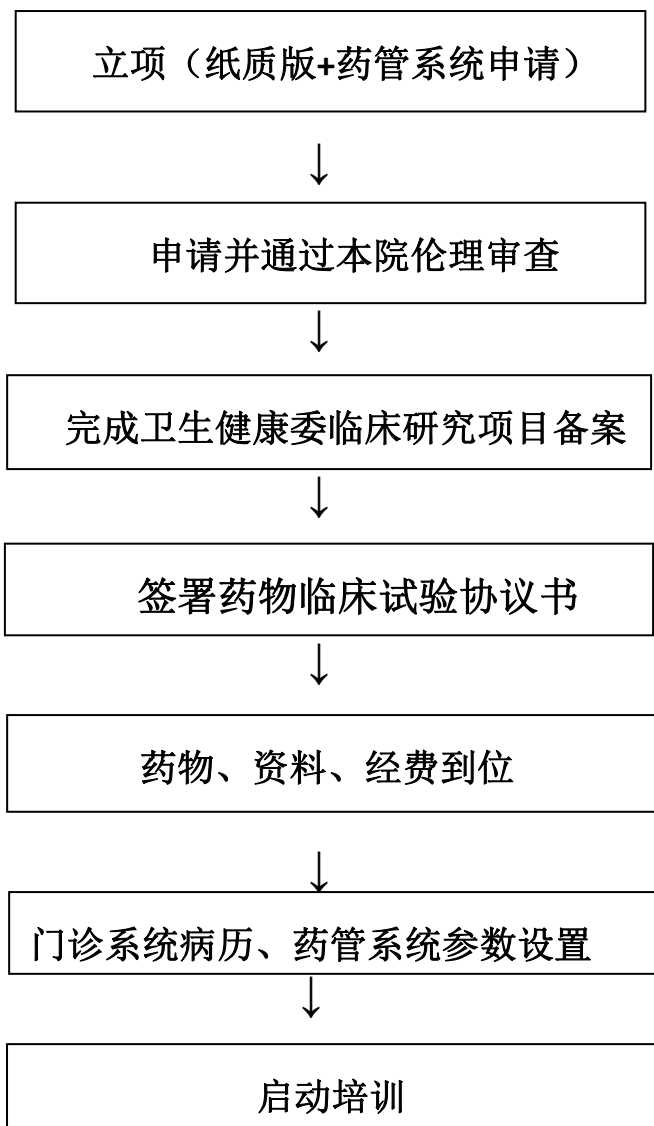 立项（纸质版+药管系统申请）
↓
申请并通过本院伦理审查
↓
完成卫生健康委临床研究项目备案
↓
签署药物临床试验协议书
↓
药物、资料、经费到位
↓
门诊系统病历、药管系统参数设置
↓
启动培训